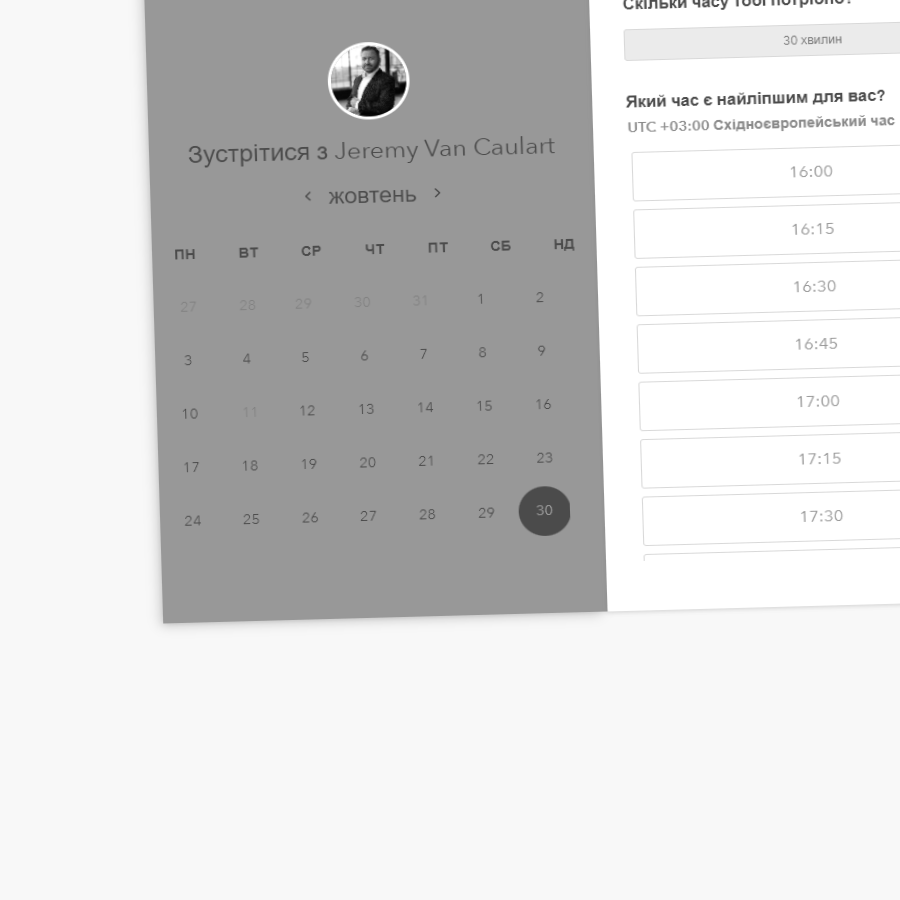 Зустрітися з Jeremy Van Caulart
жовтень
ПН ВТ СР ЧТ ПТ СБ НД
27 28 29 30 31 1 2
3 4 5 6 7 8 9
10 11 12 13 14 15 16
17 18 19 20 21 22 23
24 25 26 27 28 29 30
Скільки часу тобі потрібно?
30 хвилин
Який час є найліпшим для вас?
UTC +03:00 Східноєвропейський час
16:00
16:15
16:30
16:45
17:00
17:15
17:30